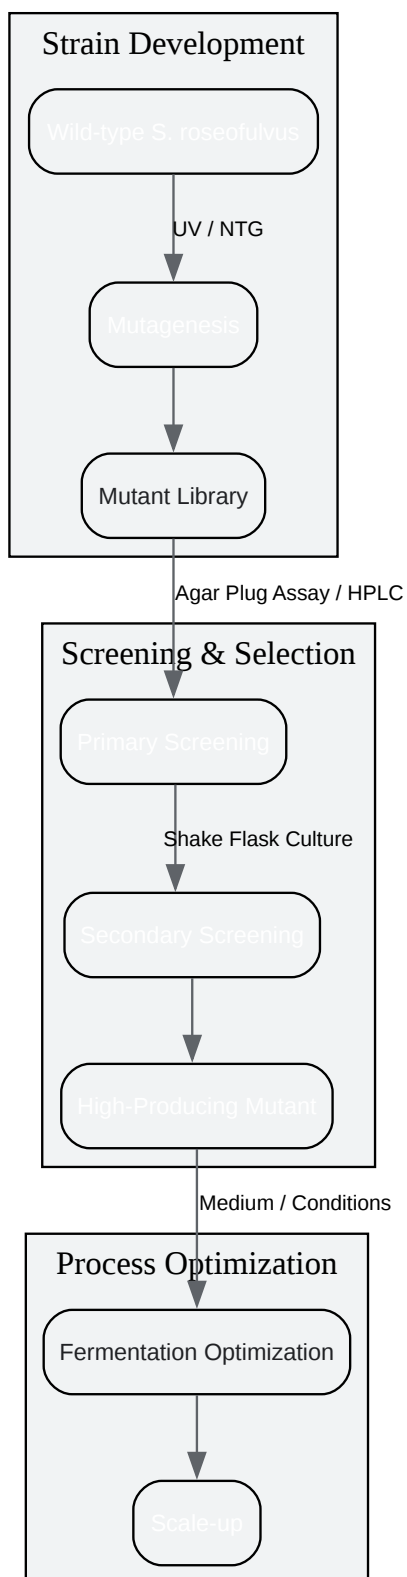 Strain Development
Wild-type S. roseofulvus
UV / NTG
Mutagenesis
Mutant Library
Agar Plug Assay / HPLC
Screening & Selection
Primary Screening
Shake Flask Culture
Secondary Screening
High-Producing Mutant
Medium / Conditions
Process Optimization
Fermentation Optimization
Scale-up